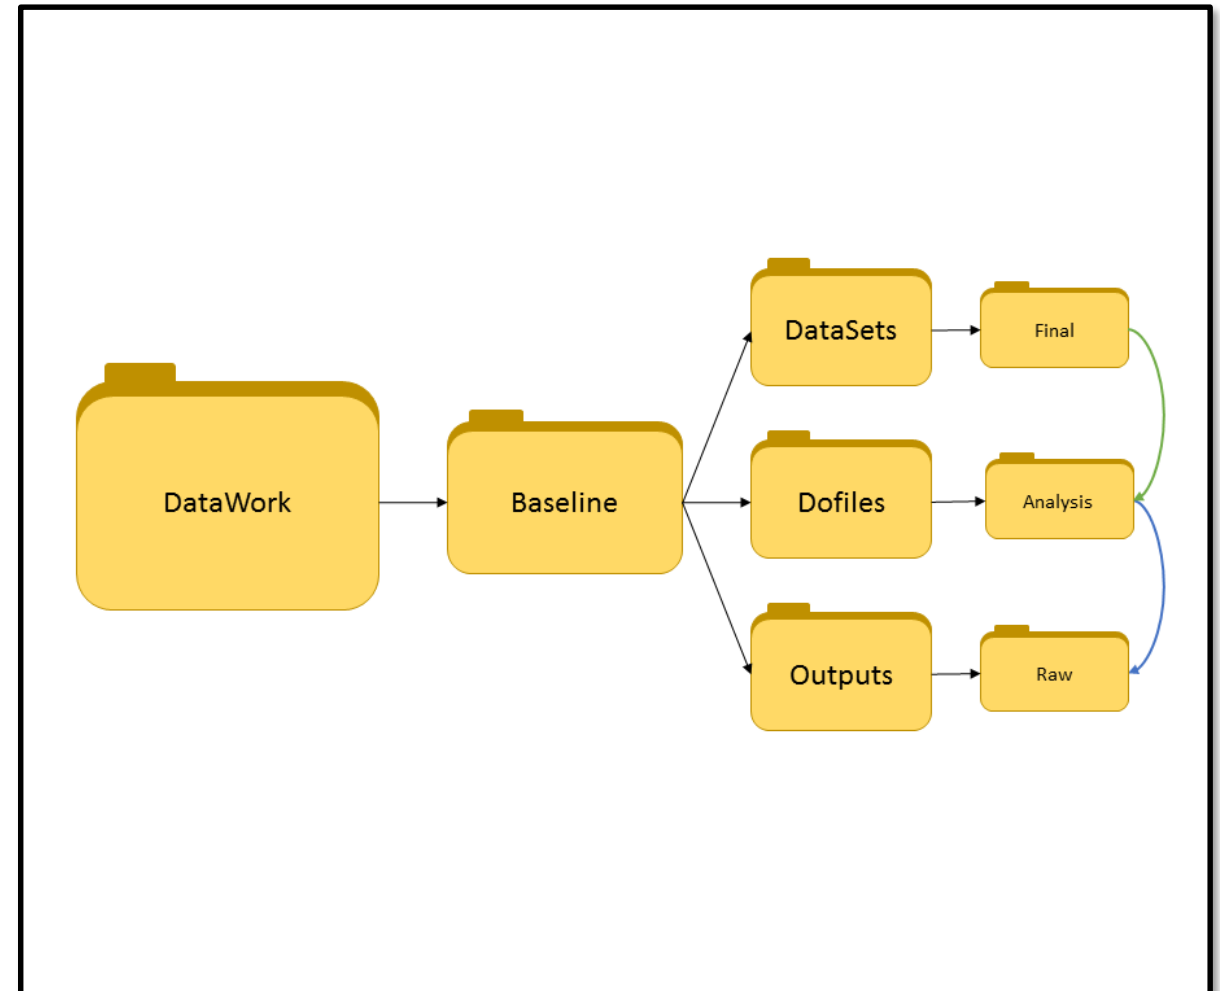 DataWork
Baseline
DataSets
Final
Dofiles
Analysis
Outputs
Raw